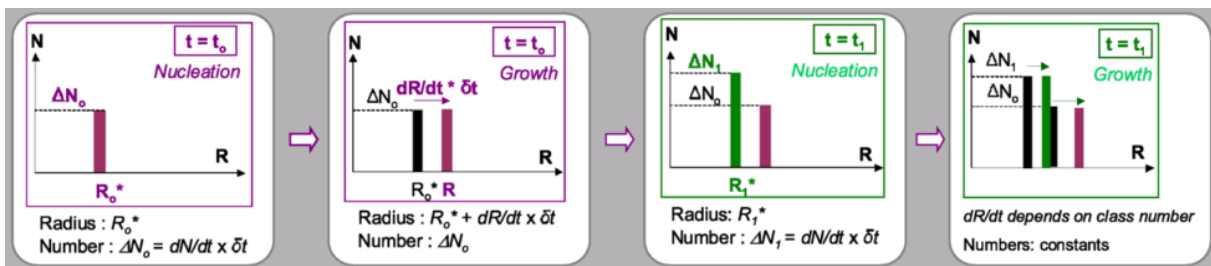 N
t = tₒ
Nucleation
ΔNₒ
R
Rₒ*
Radius : Rₒ*
Number : ΔNₒ = dN/dt x δt
N
t = tₒ
Growth
dR/dt * δt
ΔNₒ
R
Rₒ* R
Radius : Rₒ* + dR/dt x δt
Number : ΔNₒ
N
t = t₁
ΔN₁
Nucleation
ΔNₒ
R
R₁*
Radius: R₁*
Number : ΔN₁ = dN/dt x δt
N
t = t₁
ΔN₁
Growth
ΔNₒ
R
dR/dt depends on class number
Numbers: constants